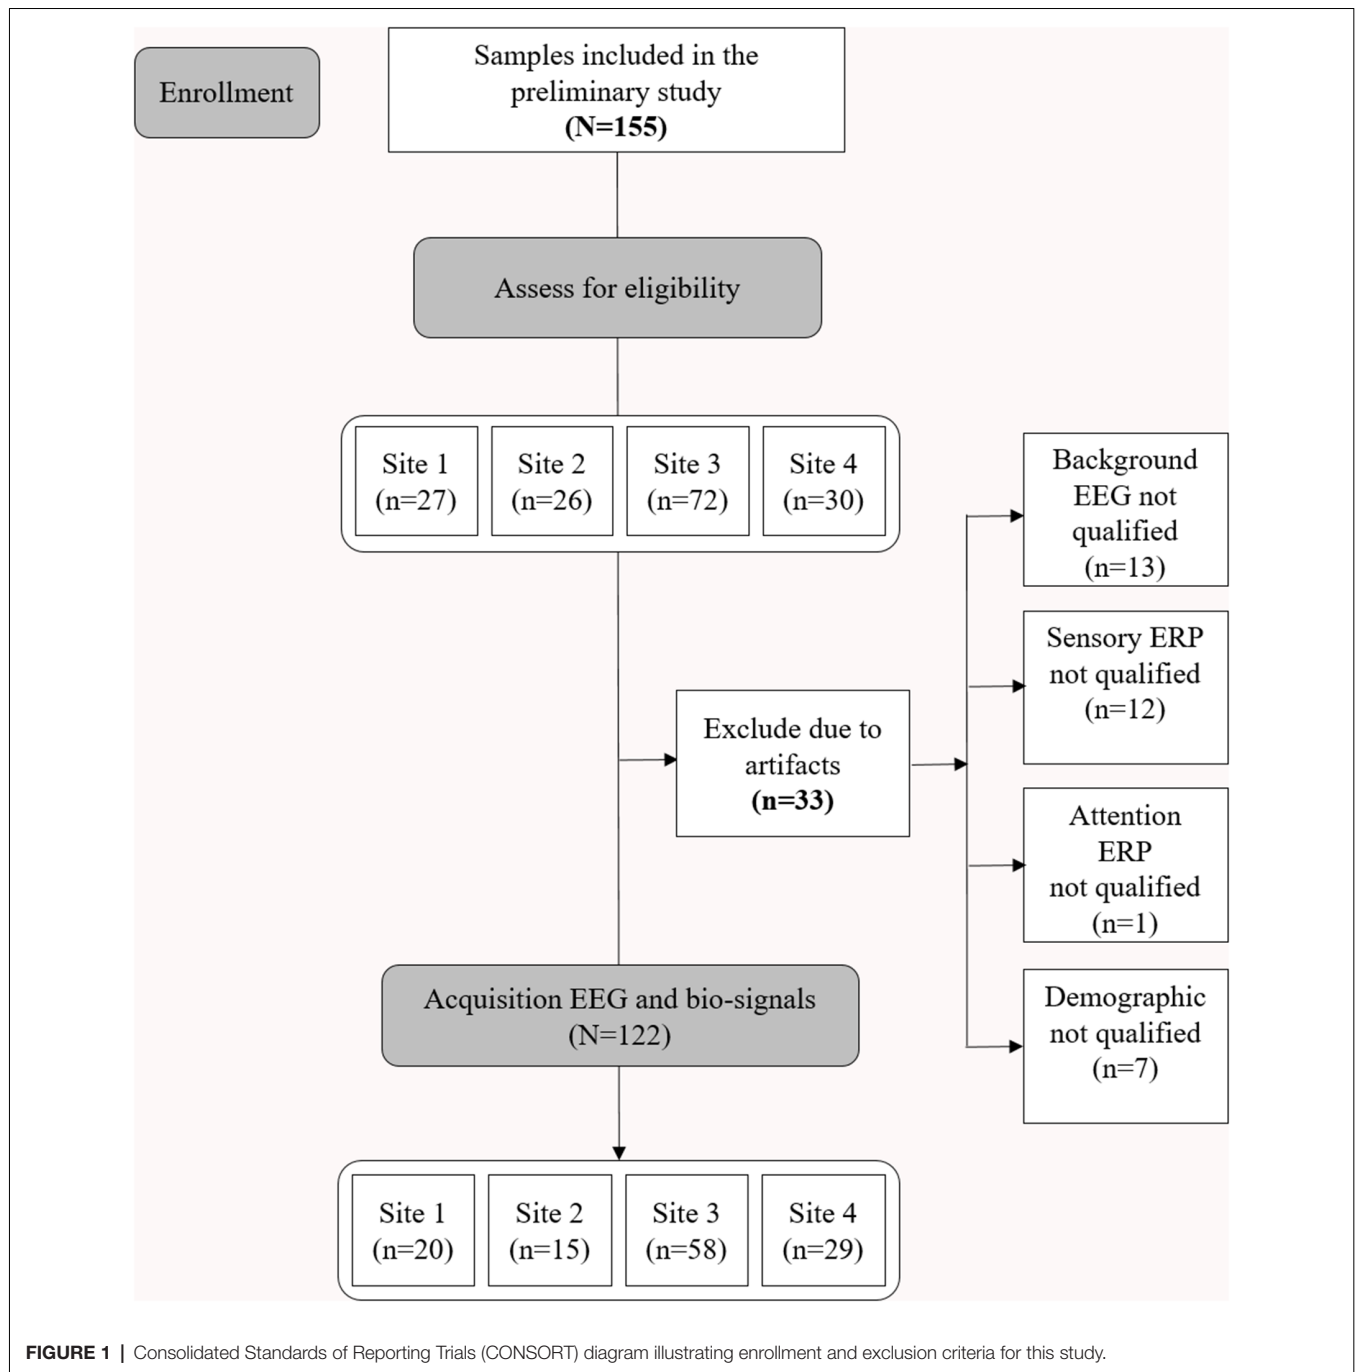 Enrollment
Samples included in the
preliminary study
(N=155)
Assess for eligibility
Site 1
(n=27)
Site 2
(n=26)
Site 3
(n=72)
Site 4
(n=30)
Background
EEG not
qualified
(n=13)
Sensory ERP
not qualified
(n=12)
Exclude due to
artifacts
(n=33)
Attention
ERP
not qualified
(n=1)
Demographic
not qualified
(n=7)
Acquisition EEG and bio-signals
(N=122)
Site 1
(n=20)
Site 2
(n=15)
Site 3
(n=58)
Site 4
(n=29)
FIGURE 1 | Consolidated Standards of Reporting Trials (CONSORT) diagram illustrating enrollment and exclusion criteria for this study.